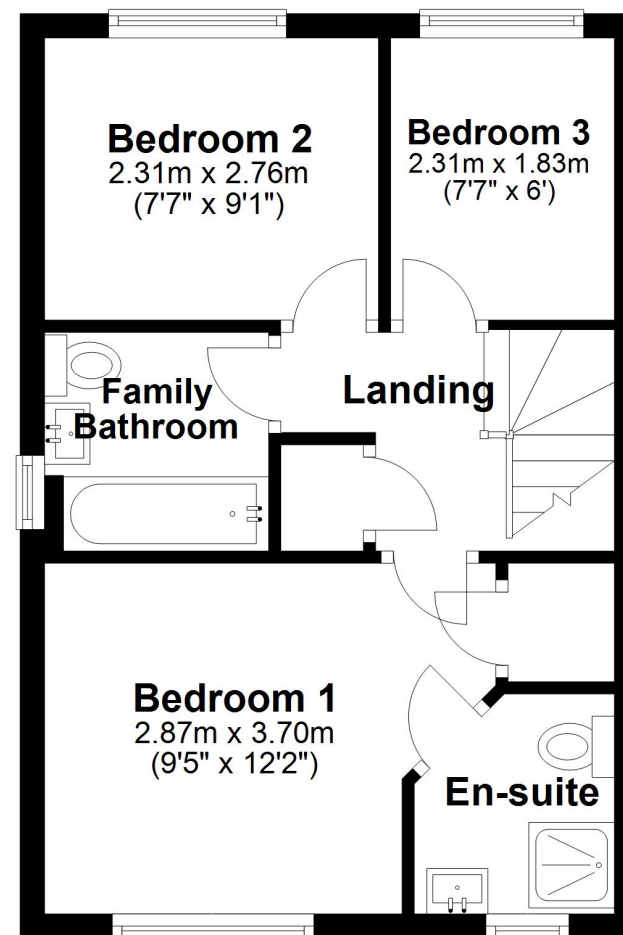 Bedroom 2
2.31m x 2.76m
(7'7" x 9'1")
Bedroom 3
2.31m x 1.83m
(7'7" x 6')
Family
Bathroom
Landing
Bedroom 1
2.87m x 3.70m
(9'5" x 12'2")
En-suite